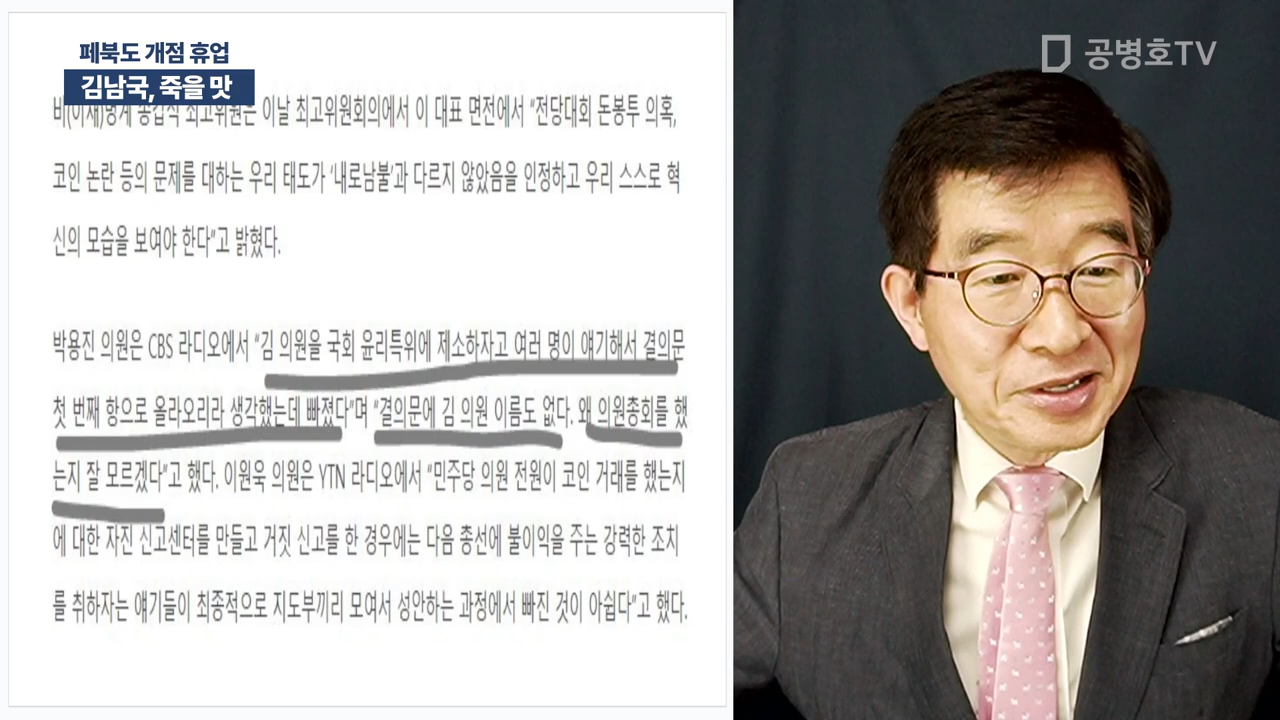 페북도 개점 휴업
김남국, 죽을 맛
공병호TV
비(이재)명계 송갑석 최고위원은 이날 최고위원회의에서 이 대표 면전에서 “전당대회 돈봉투 의혹,
코인 논란 등의 문제를 대하는 우리 태도가 ‘내로남불’과 다르지 않았음을 인정하고 우리 스스로 혁
신의 모습을 보여야 한다”고 밝혔다.
박용진 의원은 CBS 라디오에서 “김 의원을 국회 윤리특위에 제소하자고 여러 명이 얘기해서 결의문
첫 번째 항으로 올라오리라 생각했는데 빠졌다”며 “결의문에 김 의원 이름도 없다. 왜 의원총회를 했
는지 잘 모르겠다”고 했다. 이원욱 의원은 YTN 라디오에서 “민주당 의원 전원이 코인 거래를 했는지
에 대한 자진 신고센터를 만들고 거짓 신고를 한 경우에는 다음 총선에 불이익을 주는 강력한 조치
를 취하자는 얘기들이 최종적으로 지도부끼리 모여서 성안하는 과정에서 빠진 것이 아쉽다”고 했다.